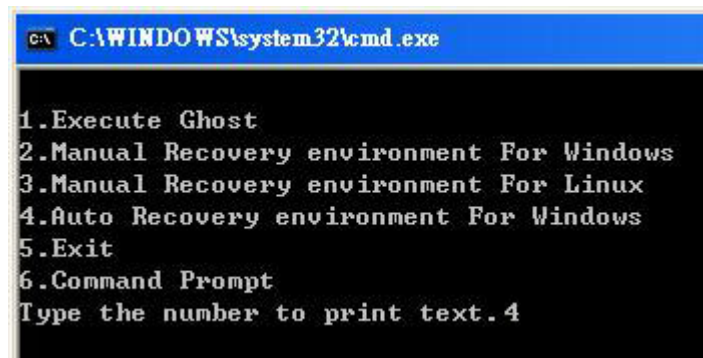 C:\WINDOWS\system32\cmd.exe
1.Execute Ghost
2.Manual Recovery environment For Windows
3.Manual Recovery environment For Linux
4.Auto Recovery environment For Windows
5.Exit
6.Command Prompt
Type the number to print text.4